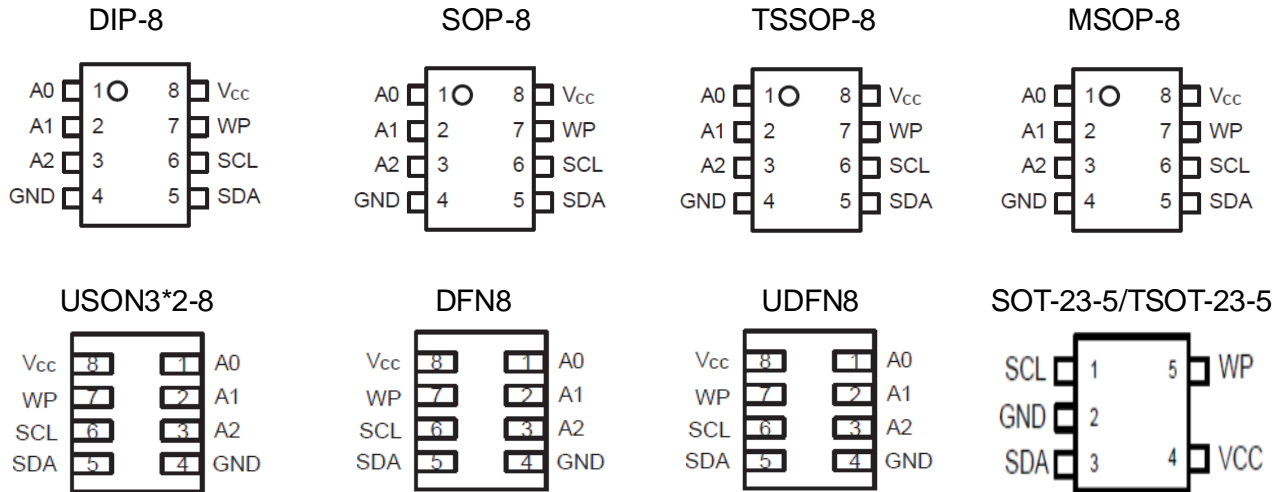 DIP-8 SOP-8 TSSOP-8 MSOP-8
A0 1 8 Vcc A0 1 8 Vcc A0 1 8 Vcc A0 1 8 Vcc
A1 2 7 WP A1 2 7 WP A1 2 7 WP A1 2 7 WP
A2 3 6 SCL A2 3 6 SCL A2 3 6 SCL A2 3 6 SCL
GND 4 5 SDA GND 4 5 SDA GND 4 5 SDA GND 4 5 SDA
USON3*2-8 DFN8 UDFN8 SOT-23-5/TSOT-23-5
Vcc 8 1 A0 Vcc 8 1 A0 Vcc 8 1 A0 SCL 1 5 WP
WP 7 2 A1 WP 7 2 A1 WP 7 2 A1 GND 2
SCL 6 3 A2 SCL 6 3 A2 SCL 6 3 A2
SDA 5 4 GND SDA 5 4 GND SDA 5 4 GND SDA 3 4 VCC